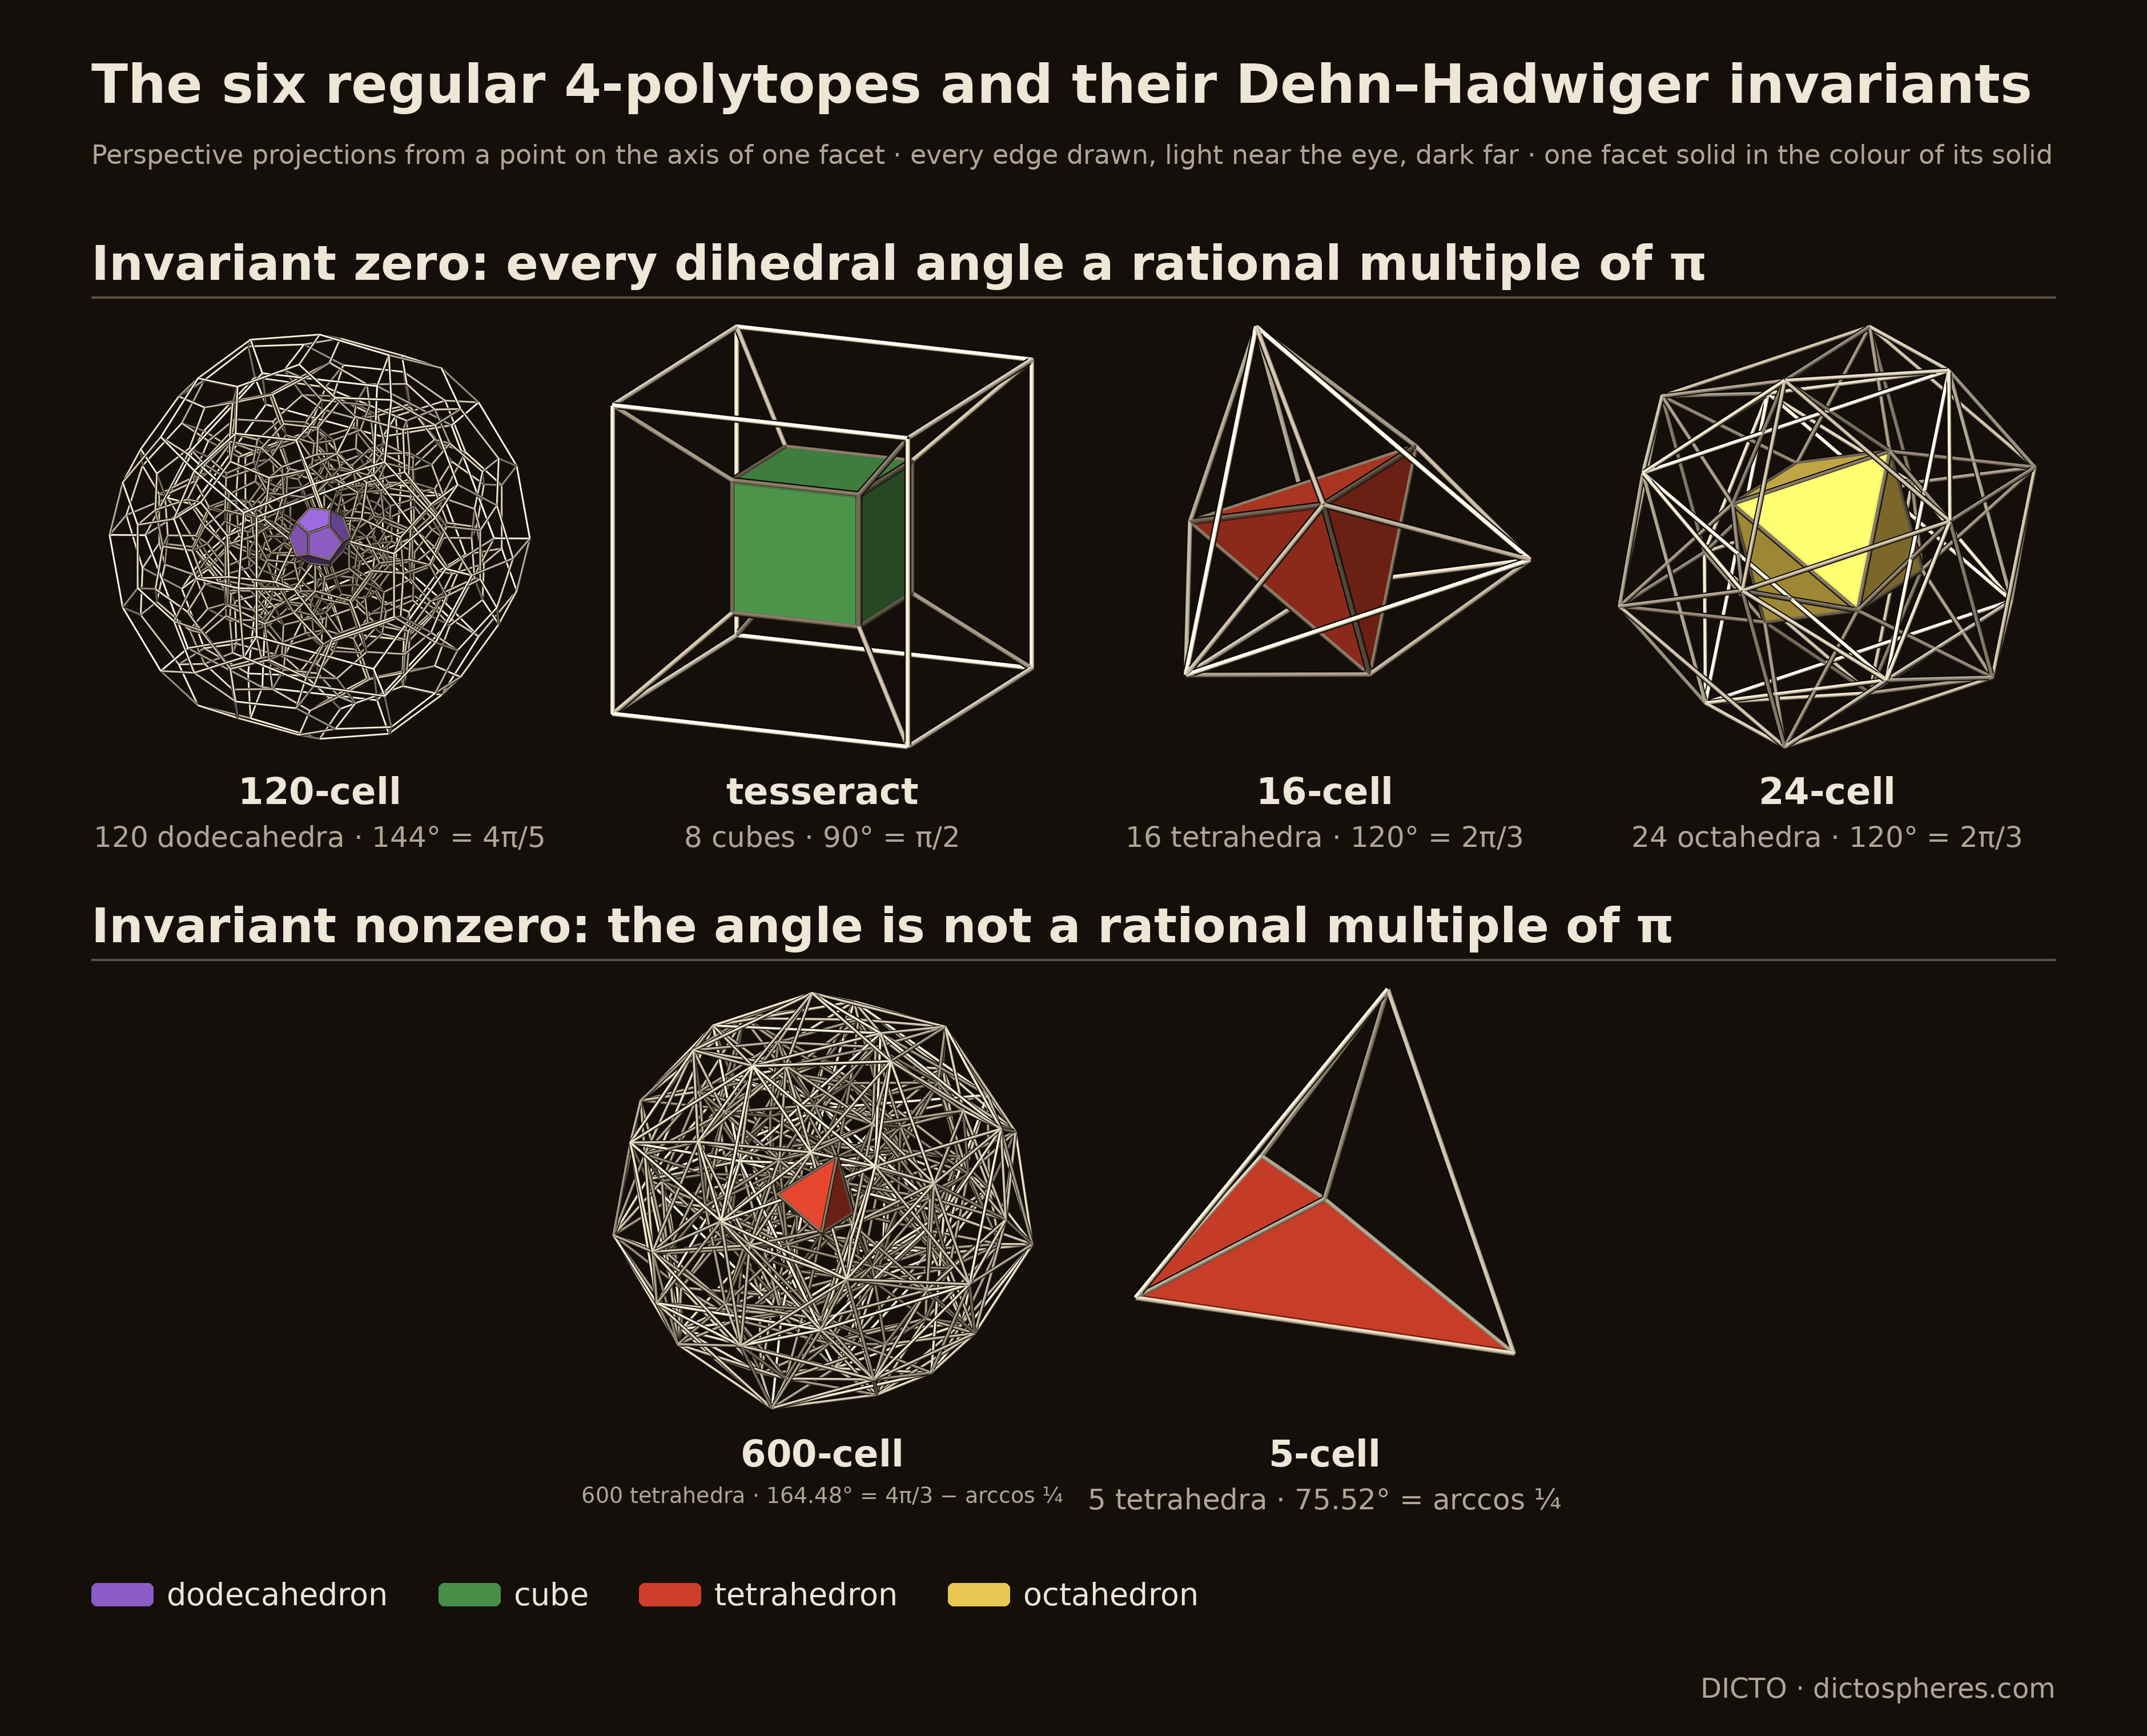 The six regular 4-polytopes and their Dehn–Hadwiger invariants
Perspective projections from a point on the axis of one facet · every edge drawn, light near the eye, dark far · one facet solid in the colour of its solid
Invariant zero: every dihedral angle a rational multiple of π
120-cell
120 dodecahedra · 144° = 4π/5
tesseract
8 cubes · 90° = π/2
16-cell
16 tetrahedra · 120° = 2π/3
24-cell
24 octahedra · 120° = 2π/3
Invariant nonzero: the angle is not a rational multiple of π
600-cell
600 tetrahedra · 164.48° = 4π/3 − arccos ¼
5-cell
5 tetrahedra · 75.52° = arccos ¼
dodecahedron
cube
tetrahedron
octahedron
DICTO · dictospheres.com